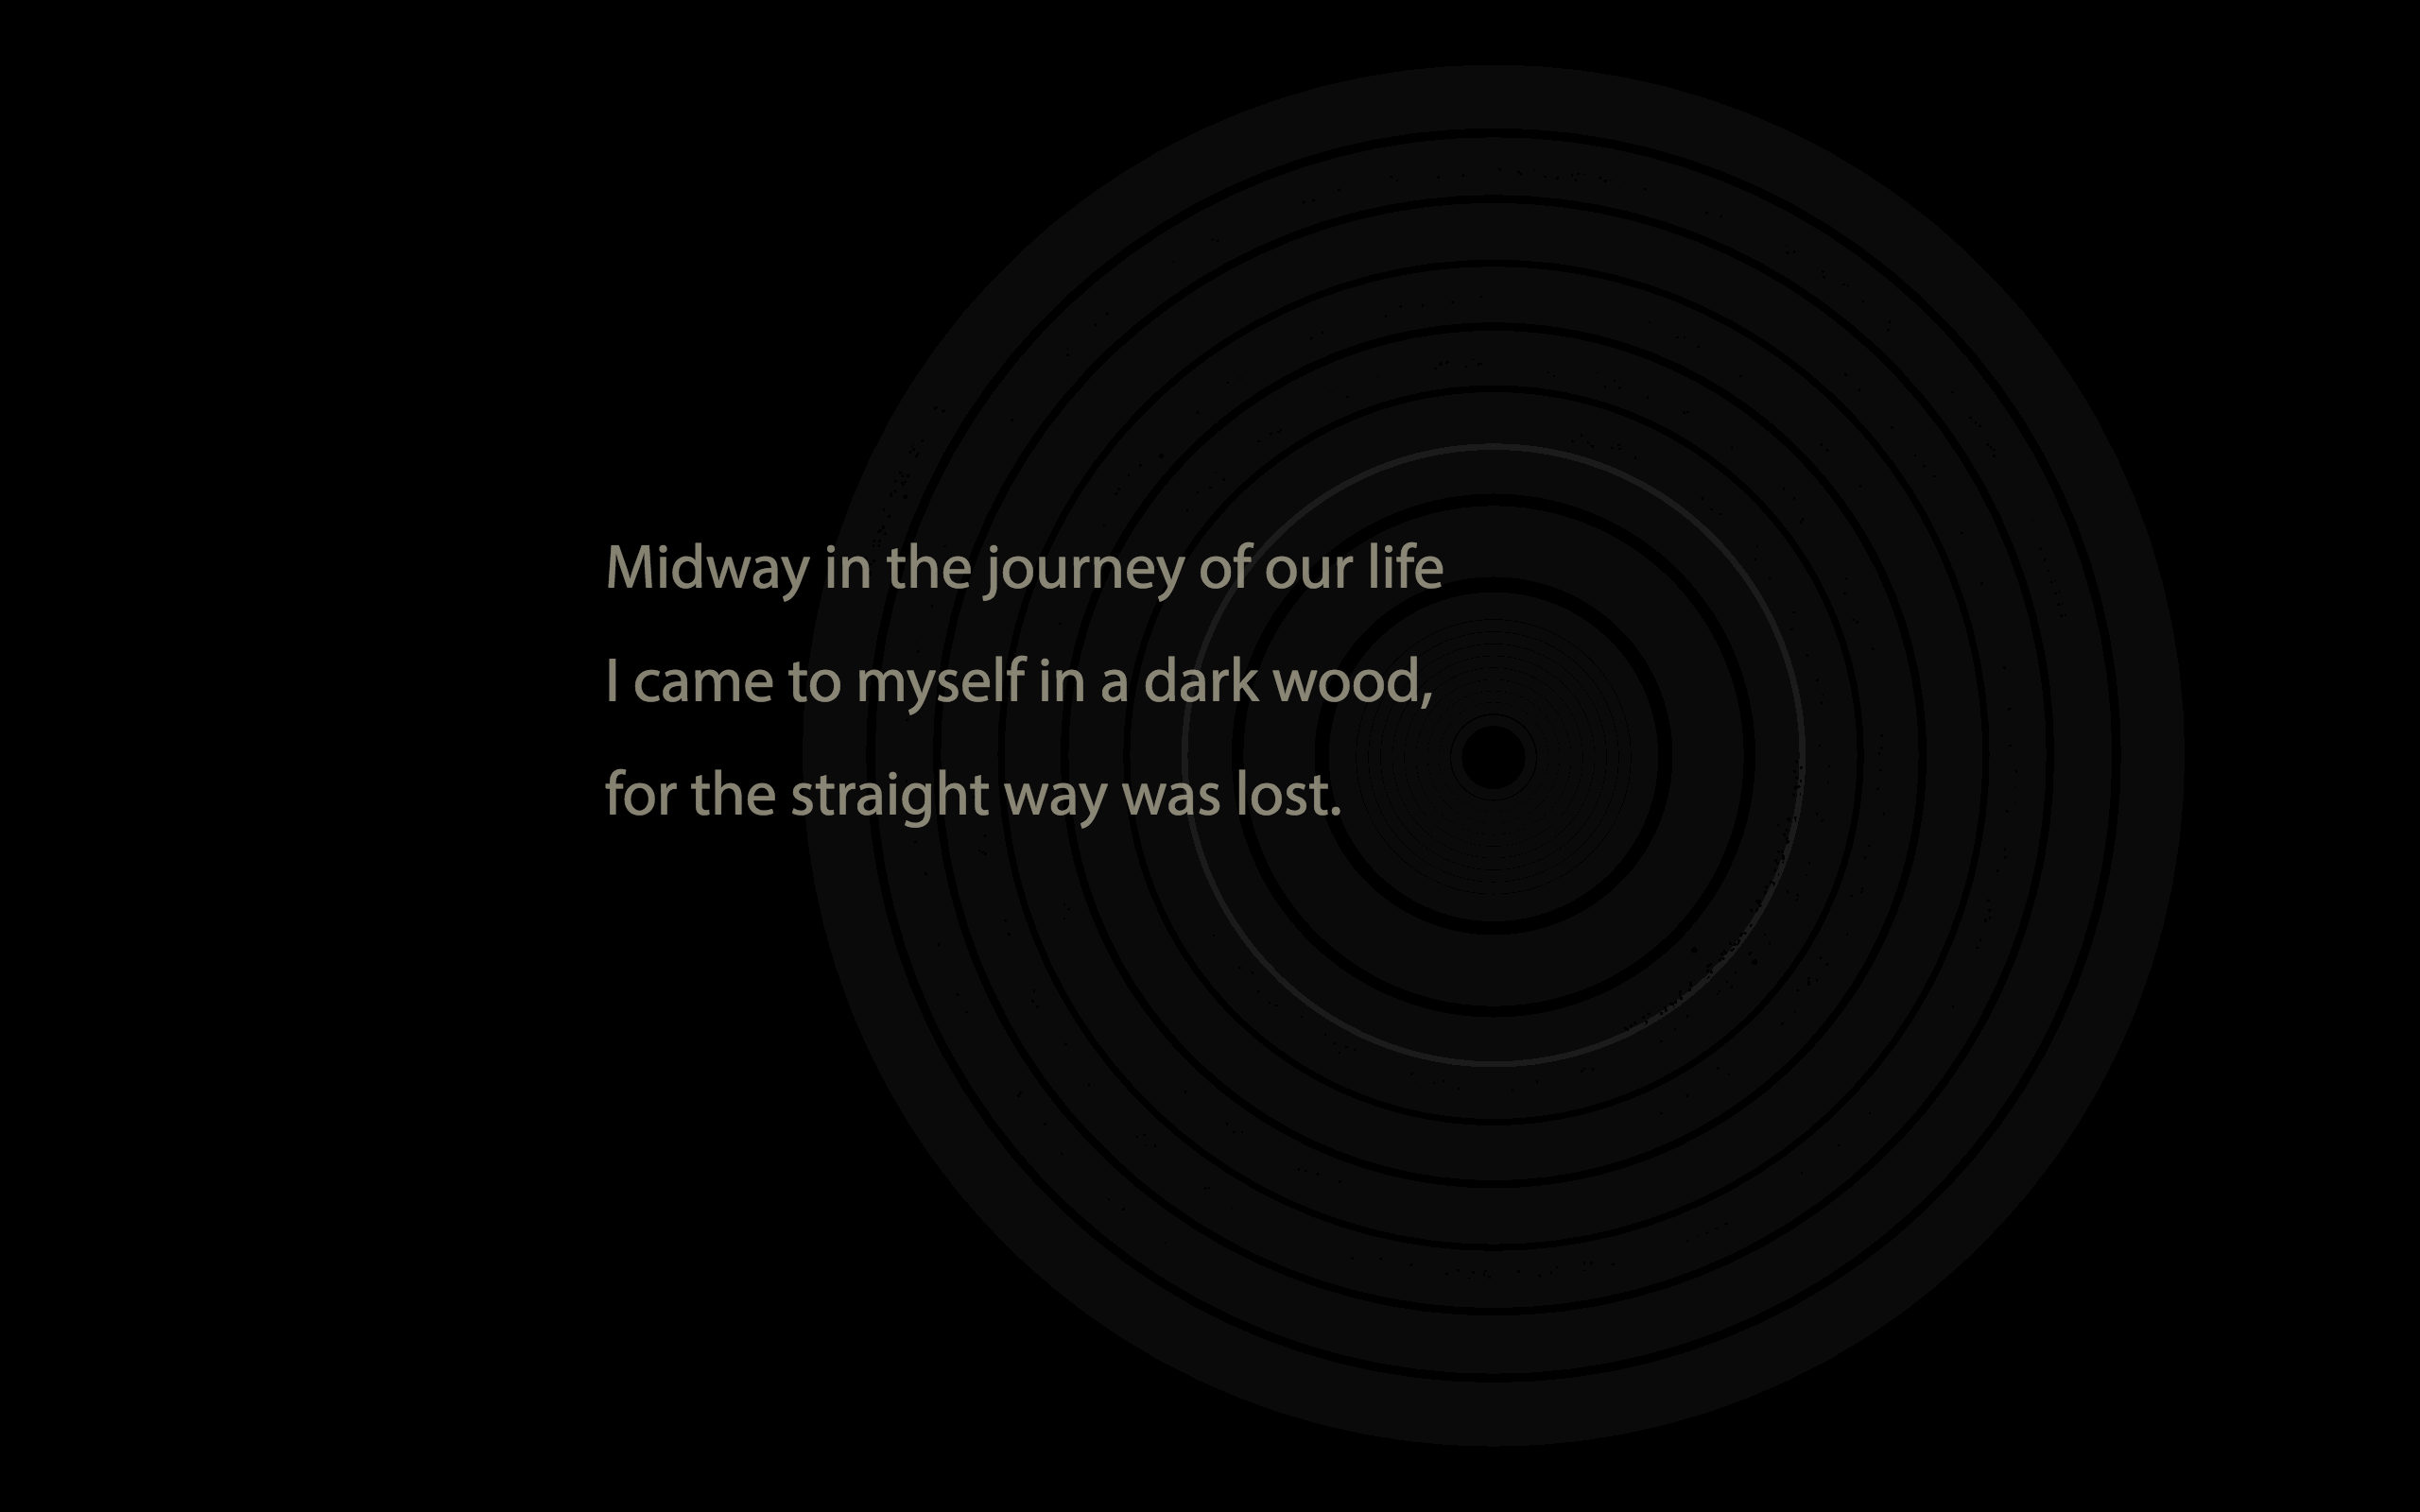 Midway in the journey of our life
I came to myself in a dark wood,
for the straight way was lost.